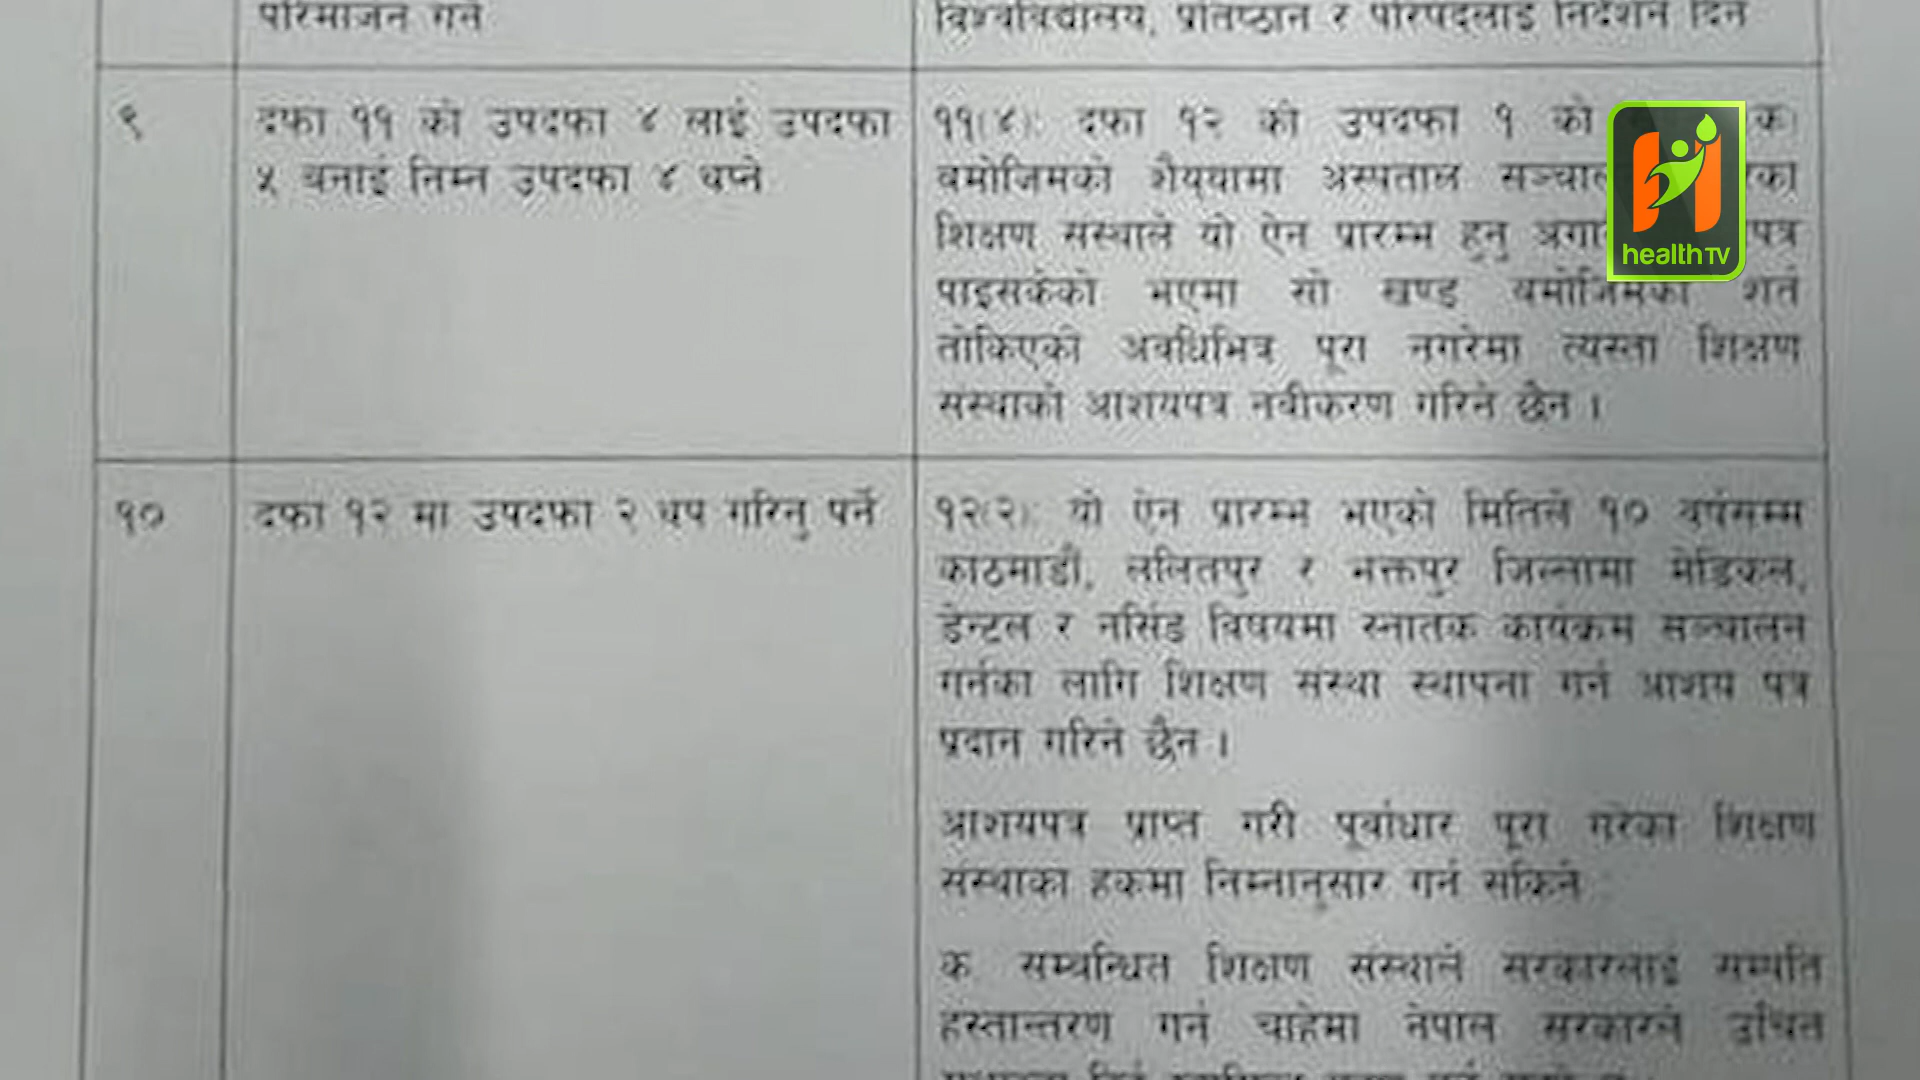 परिमार्जन गर्ने
विश्वविद्यालय, प्रतिष्ठान र परिषदलाई निर्देशन दिने
९
दफा ११ को उपदफा ४ लाई उपदफा
५ बनाई निम्न उपदफा ४ थप्ने
११(४): दफा १२ को उपदफा १ को (क)
बमोजिमको शैय्यामा अस्पताल
शिक्षण संस्थाले यो ऐन प्रारम्भ हुनु
पाइसकेको भएमा सो खण्ड बमोजिमको शर्त
तोकिएको अवधिभित्र पूरा नगरेमा त्यस्ता शिक्षण
संस्थाको आशयपत्र नवीकरण गरिने छैन ।
health TV
१०
दफा १२ मा उपदफा २ थप गरिनु पर्ने
१२(२): यो ऐन प्रारम्भ भएको मितिले १० वर्षसम्म
काठमाडौं, ललितपुर र भक्तपुर जिल्लामा मेडिकल,
डेन्टल र नर्सिङ विषयमा स्नातक कार्यक्रम सञ्चालन
गर्नका लागि शिक्षण संस्था स्थापना गर्न आशय पत्र
प्रदान गरिने छैन ।
आशयपत्र प्राप्त गरी पूर्वाधार पूरा गरेका शिक्षण
संस्थाका हकमा निम्नानुसार गर्न सकिने
क. सम्बन्धित शिक्षण संस्थाले सरकारलाई सम्पति
हस्तान्तरण गर्न चाहेमा नेपाल सरकारले उचित